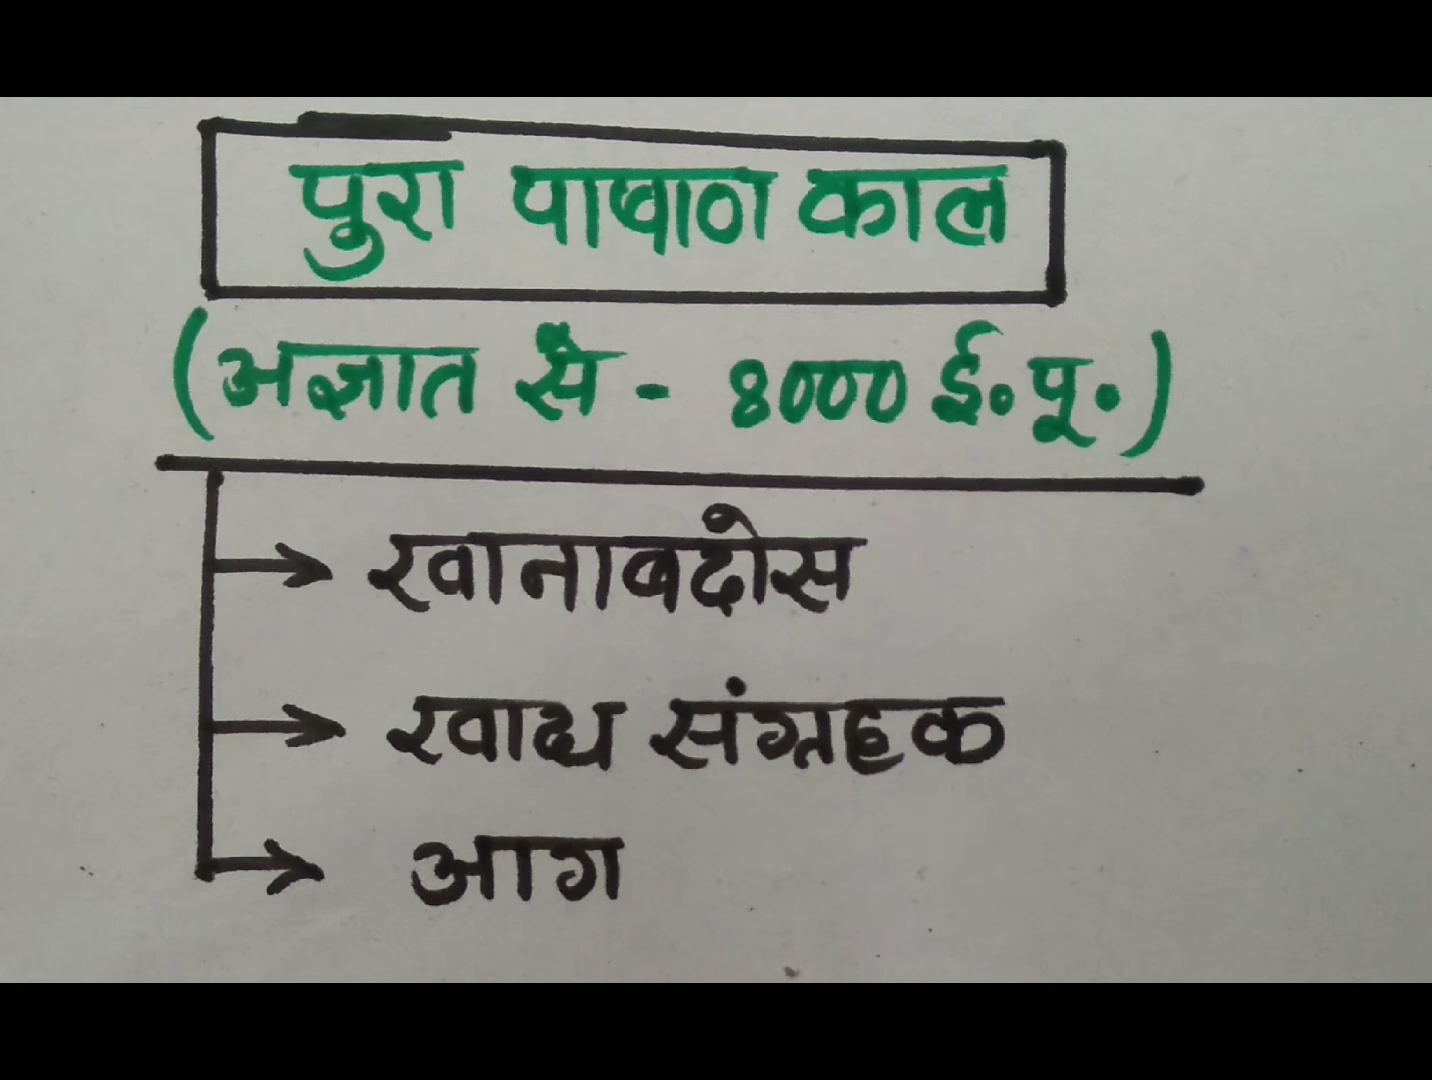 पुरा पाषाण काल
(अज्ञात से - 8000 ई. पू.)
खानाबदोस
खाद्य संग्रहक
आग